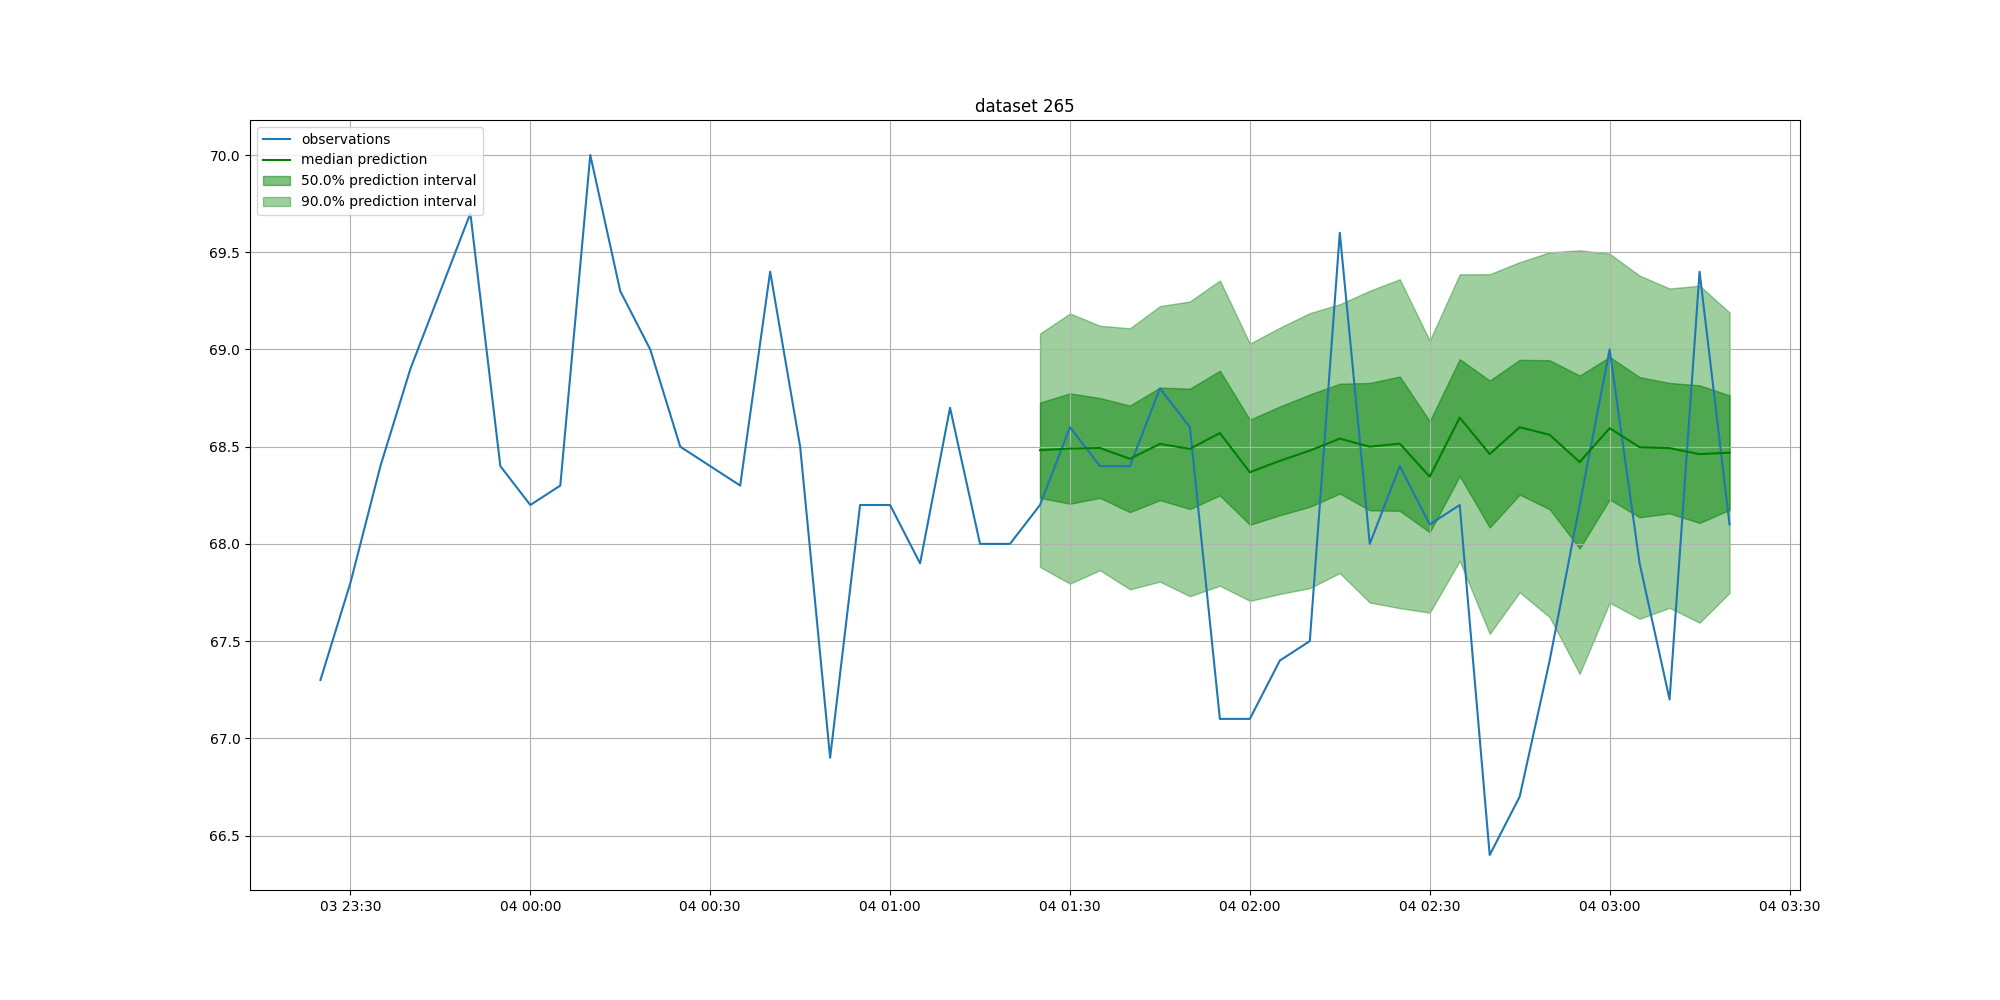 dataset 265
observations
median prediction
50.0% prediction interval
90.0% prediction interval
70.0
69.5
69.0
68.5
68.0
67.5
67.0
66.5
03 23:30 04 00:00 04 00:30 04 01:00 04 01:30 04 02:00 04 02:30 04 03:00 04 03:30